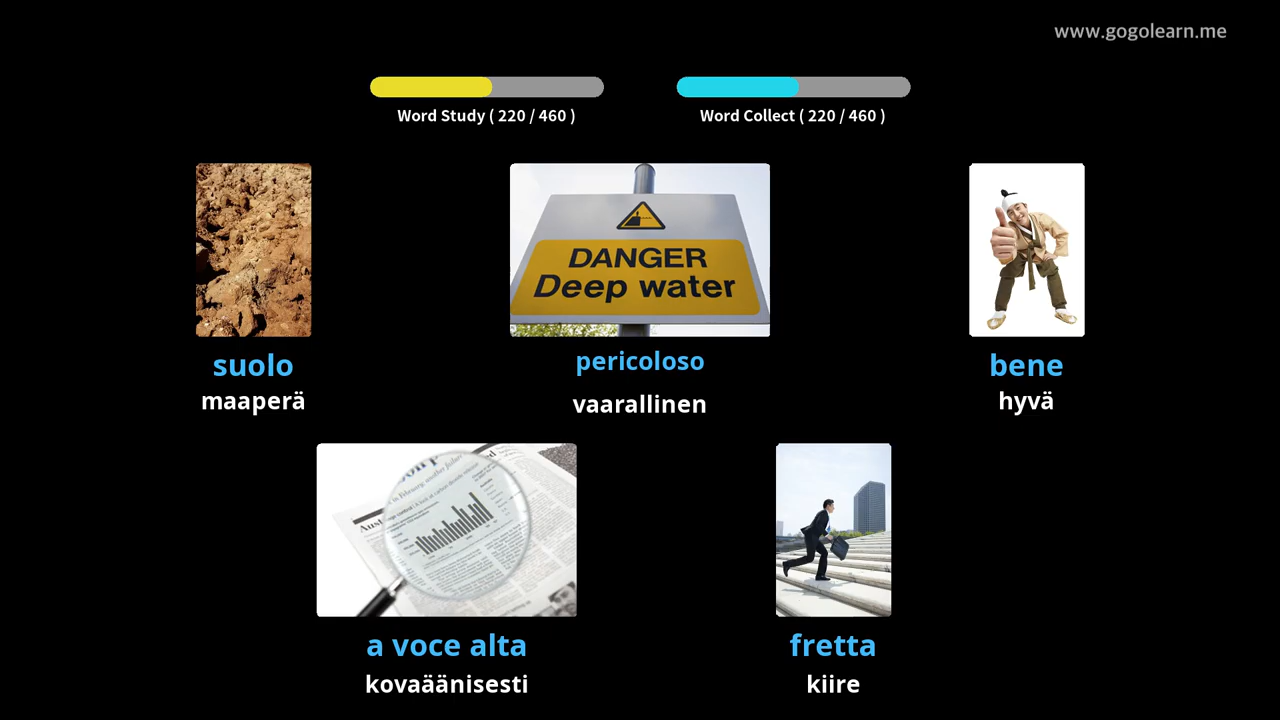 www.gogolearn.me
Word Study ( 220 / 460 )
Word Collect ( 220 / 460 )
DANGER
Deep water
suolo
maaperä
pericoloso
vaarallinen
bene
hyvä
a voce alta
kovaäänisesti
fretta
kiire